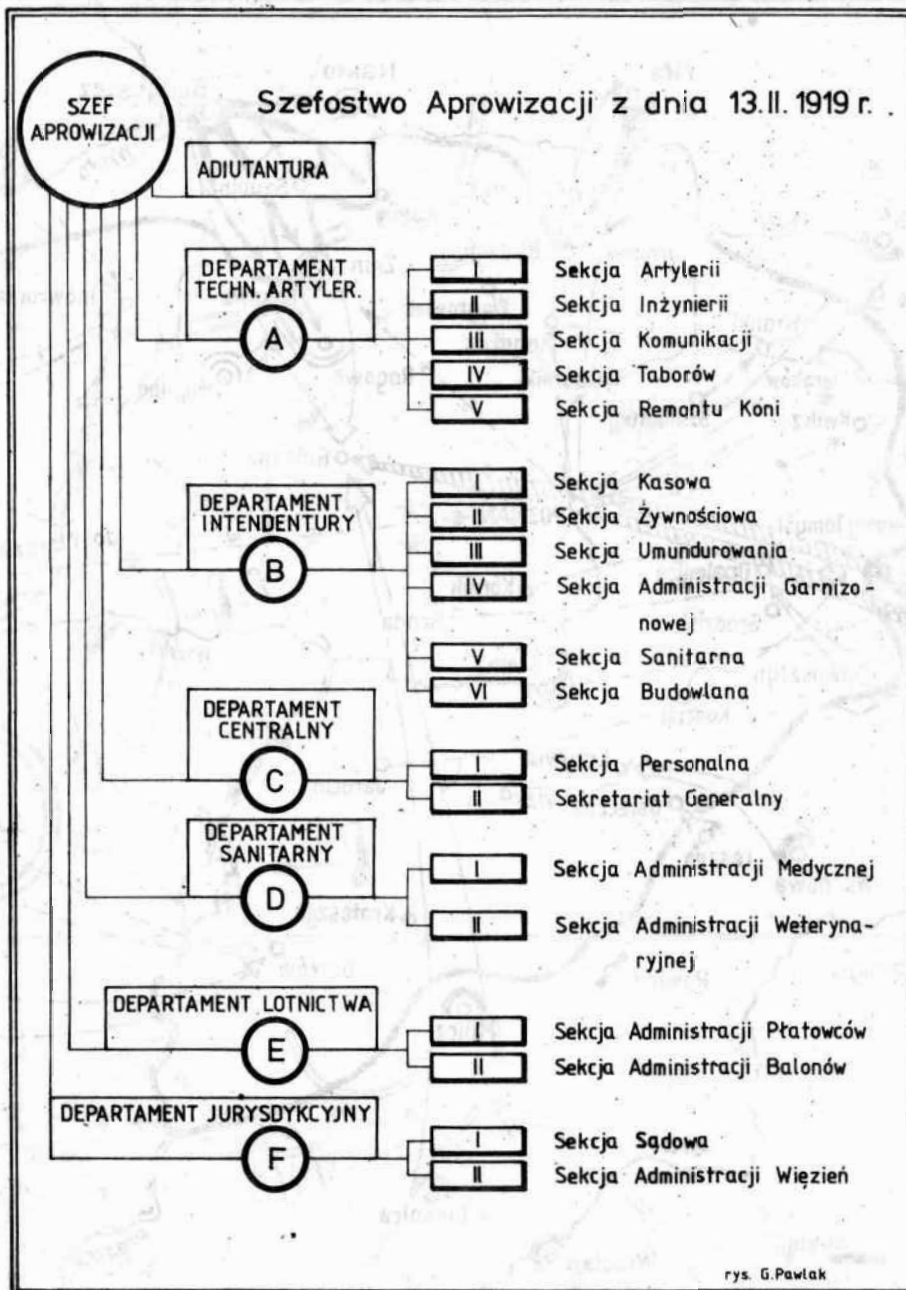 SZEF
APROWIZACJI
Szefostwo Aprowizacji z dnia 13.II.1919 r.
ADIUTANTURA
DEPARTAMENT
TECHN. ARTYLER.
A
I Sekcja Artylerii
II Sekcja Inżynierii
III Sekcja Komunikacji
IV Sekcja Taborów
V Sekcja Remontu Koni
DEPARTAMENT
INTENDENTURY
B
I Sekcja Kasowa
II Sekcja Żywnościowa
III Sekcja Umundurowania
IV Sekcja Administracji Garnizo-
nowej
V Sekcja Sanitarna
VI Sekcja Budowlana
DEPARTAMENT
CENTRALNY
C
I Sekcja Personalna
II Sekretariat Generalny
DEPARTAMENT
SANITARNY
D
I Sekcja Administracji Medycznej
II Sekcja Administracji Weteryna-
ryjnej
DEPARTAMENT LOTNICTWA
E
I Sekcja Administracji Płatowców
II Sekcja Administracji Balonów
DEPARTAMENT JURYSDYKCYJNY
F
I Sekcja Sądowa
II Sekcja Administracji Więzień
rys. G.Pawlak